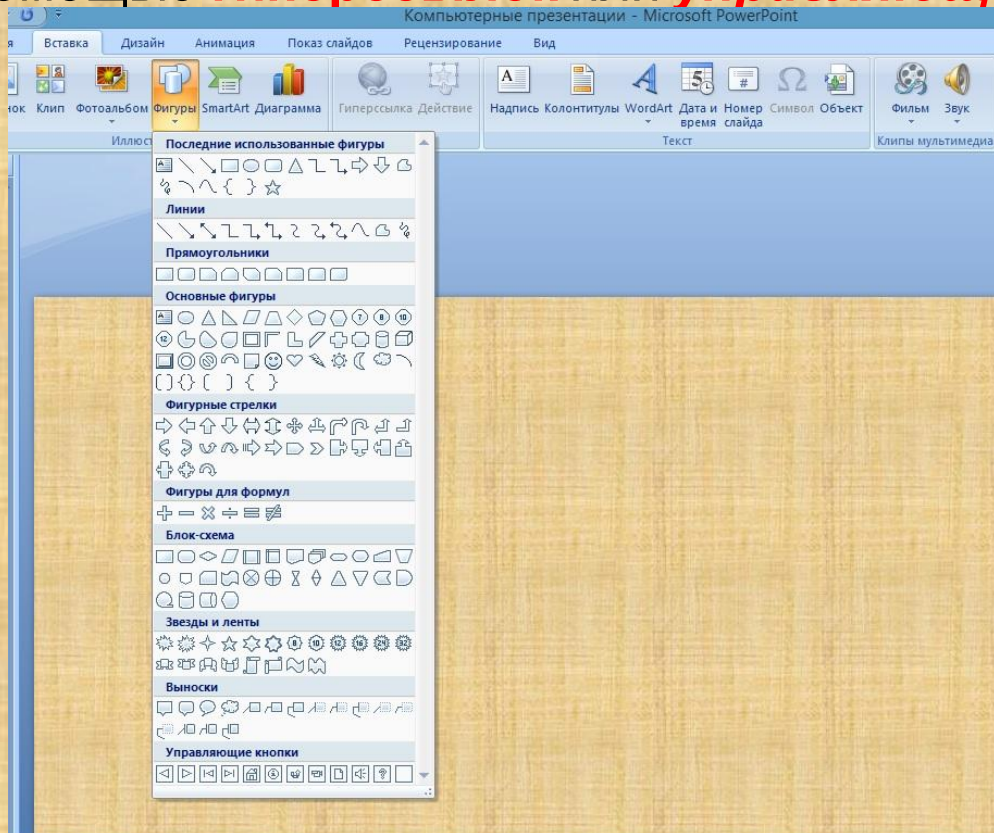 Компьютерные презентации - Microsoft PowerPoint
Вставка Дизайн Анимация Показ слайдов Рецензирование Вид
Клип Фотоальбом Фигуры SmartArt Диаграмма Гиперссылка Действие Надпись Колонтитулы WordArt Дата и время Номер слайда Символ Объект Фильм Звук
Текст Клипы мультимедиа
Последние использованные фигуры
Линии
Прямоугольники
Основные фигуры
Фигурные стрелки
Фигуры для формул
Блок-схема
Звезды и ленты
Выноски
Управляющие кнопки